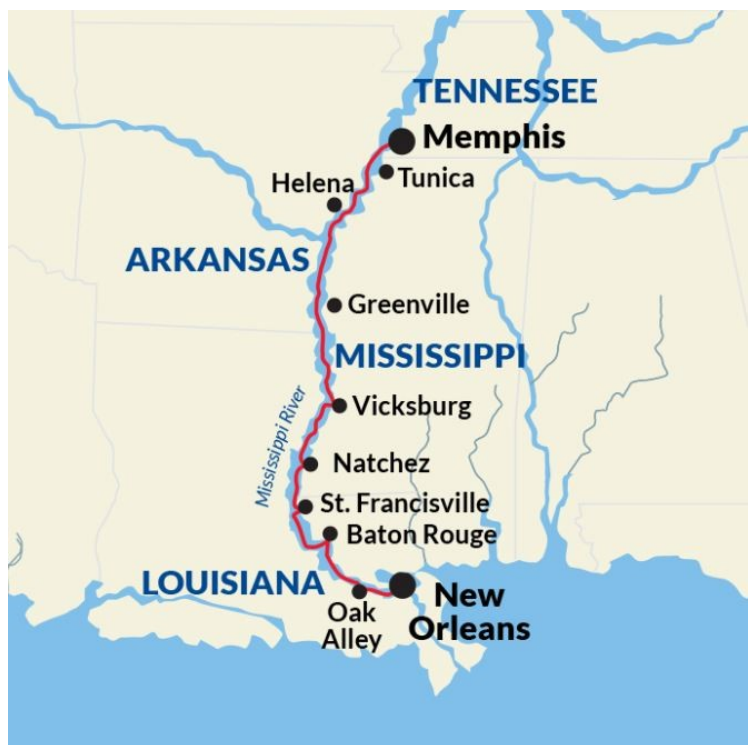 TENNESSEE
Memphis
Tunica
Helena
ARKANSAS
Greenville
MISSISSIPPI
Vicksburg
Mississippi River
Natchez
St. Francisville
Baton Rouge
LOUISIANA
New
Orleans
Oak
Alley